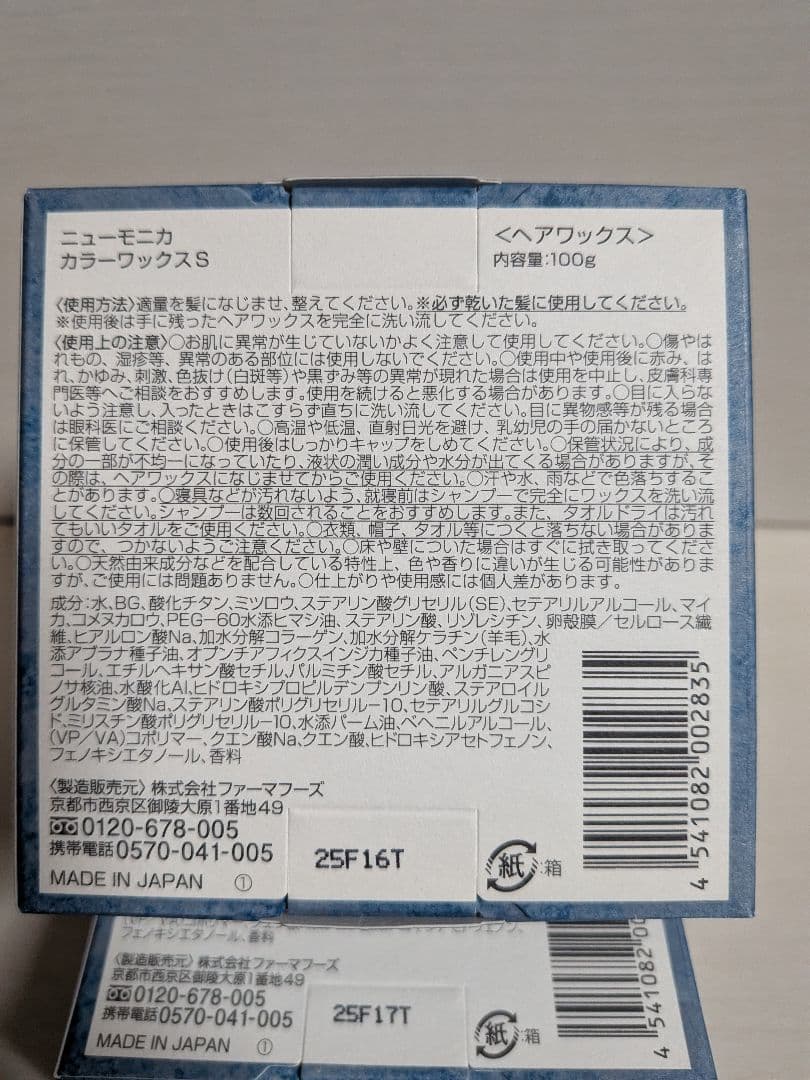 ニューモニカ
カラーワックスS
<ヘアワックス>
内容量:100g
〈使用方法〉適量を髪になじませ、整えてください。※必ず乾いた髪に使用してください。
※使用後は手に残ったヘアワックスを完全に洗い流してください。
〈使用上の注意〉○お肌に異常が生じていないかよく注意して使用してください。○傷やは
れもの、湿疹等、異常のある部位には使用しないでください。○使用中や使用後に赤み、は
れ、かゆみ、刺激、色抜け(白斑等)や黒ずみ等の異常が現れた場合は使用を中止し、皮膚科専
門医等へご相談をおすすめします。使用を続けると悪化する場合があります。○目に入らな
いよう注意し、入ったときはこすらず直ちに洗い流してください。目に異物感等が残る場合
は眼科医にご相談ください。○高温や低温、直射日光を避け、乳幼児の手の届かないところ
に保管してください。○使用後はしっかりキャップをしめてください。○保管状況により、成
分の一部が不均一になっていたり、液状の潤い成分や水分が出てくる場合がありますが、そ
の際は、ヘアワックスになじませてからご使用ください。○汗や水、雨などで色落ちするこ
とがあります。○寝具などが汚れないよう、就寝前はシャンプーで完全にワックスを洗い流
してください。シャンプーは数回されることをおすすめします。また、タオルドライは汚れ
てもいいタオルをご使用ください。○衣類、帽子、タオル等につくと落ちない場合がありま
すので、つかないようご注意ください。○床や壁についた場合はすぐに拭き取ってくださ
い。○天然由来成分などを配合している特性上、色や香りに違いが生じる可能性がありま
すが、ご使用には問題ありません。○仕上がりや使用感には個人差があります。
成分:水、BG、酸化チタン、ミツロウ、ステアリン酸グリセリル(SE)、セテアリルアルコール、マイ
カ、コメヌカロウ、PEG-60水添ヒマシ油、ステアリン酸、リゾレシチン、卵殻膜/セルロース繊
維、ヒアルロン酸Na、加水分解コラーゲン、加水分解ケラチン(羊毛)、水
添アブラナ種子油、オプンチアフィクスインジカ種子油、ペンチレングリ
コール、エチルヘキサン酸セチル、パルミチン酸セチル、アルガニアスピ
ノサ核油、水酸化Al、ヒドロキシプロピルデンプンリン酸、ステアロイル
グルタミン酸Na、ステアリン酸ポリグリセリル-10、セテアリルグルコシ
ド、ミリスチン酸ポリグリセリル-10、水添パーム油、ベヘニルアルコール、
(VP/VA)コポリマー、クエン酸Na、クエン酸、ヒドロキシアセトフェノン、
フェノキシエタノール、香料
〈製造販売元〉株式会社ファーマフーズ
京都市西京区御陵大原1番地49
0120-678-005
携帯電話0570-041-005
MADE IN JAPAN ①
25F16T
紙:箱
4 541082 002835
フェノキシエタノール、香料
〈製造販売元〉株式会社ファーマフーズ
京都市西京区御陵大原1番地49
0120-678-005
携帯電話0570-041-005
MADE IN JAPAN ①
25F17T
紙:箱
4 541082 00